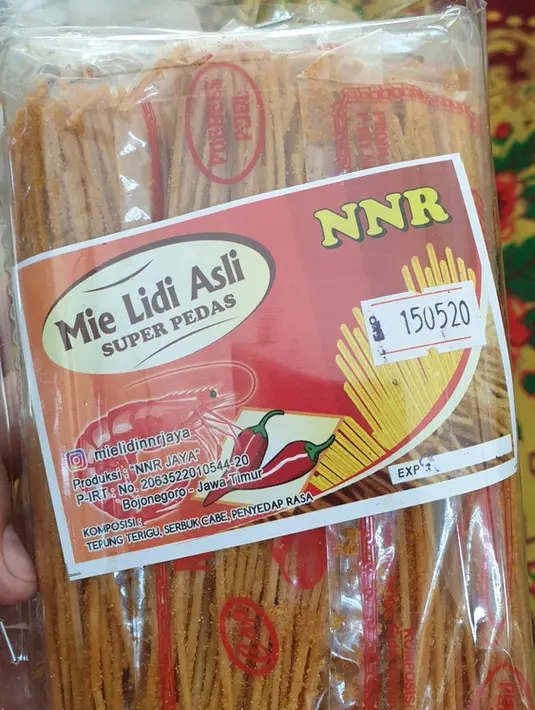 NNR
Mie Lidi Asli
SUPER PEDAS
150520
mielidinnrjaya
Produksi : "NNR JAYA"
P-IRT : No. 2063522010544-20
Bojonegoro - Jawa Timur
EXP
KOMPOSISI :
TEPUNG TERIGU, SERBUK CABE, PENYEDAP RASA